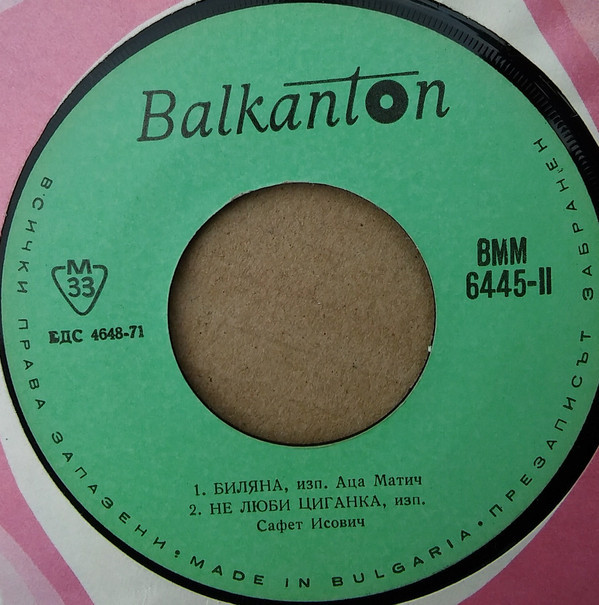 Balkanton
M
33
БДС 4648-71
ВММ
6445-II
1. БИЛЯНА, изп. Аца Матич
2. НЕ ЛЮБИ ЦИГАНКА, изп.
Сафет Исович
ВСИЧКИ ПРАВА ЗАПАЗЕНИ • MADE IN BULGARIA • ПРЕЗАПИСЪТ ЗАБРАНЕН